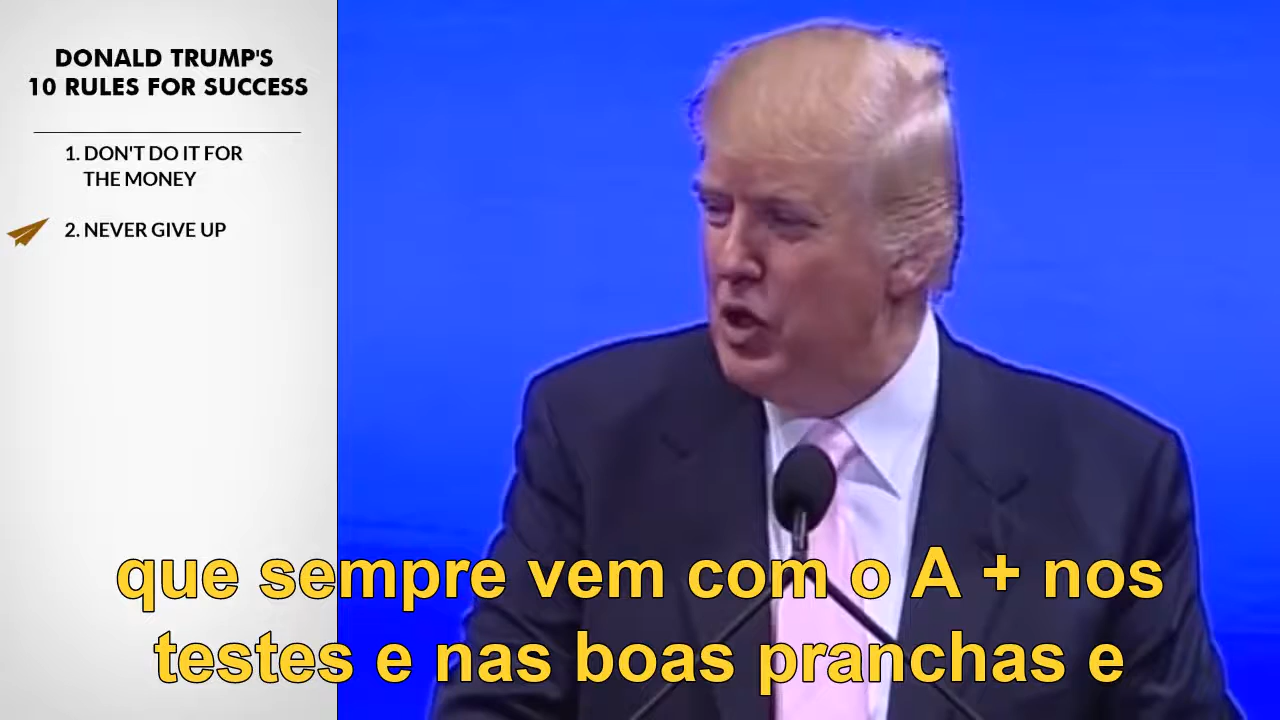 DONALD TRUMP'S
10 RULES FOR SUCCESS
1. DON'T DO IT FOR
THE MONEY
2. NEVER GIVE UP
que sempre vem com o A + nos
testes e nas boas pranchas e